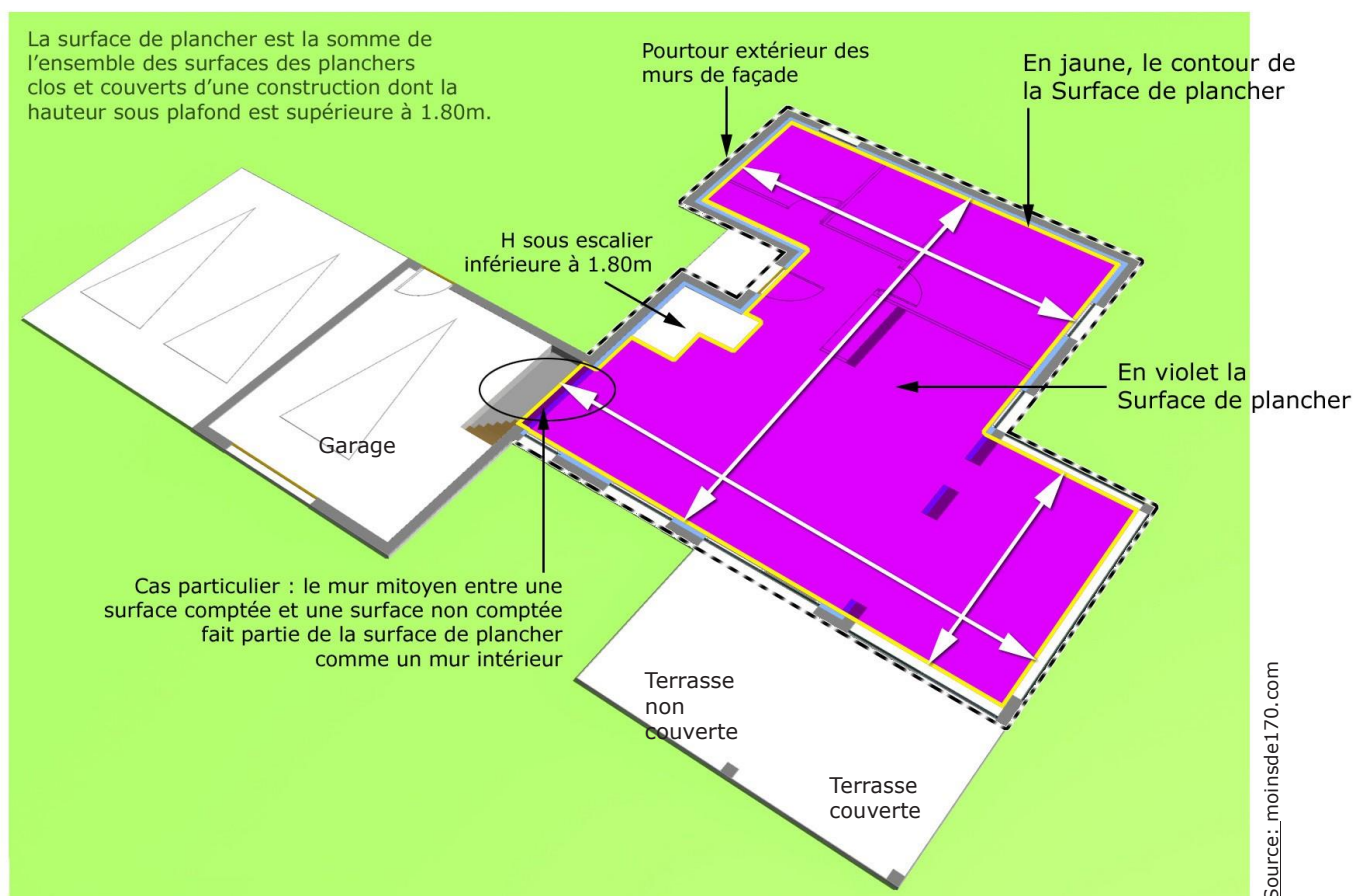 La surface de plancher est la somme de
l’ensemble des surfaces des planchers
clos et couverts d’une construction dont la
hauteur sous plafond est supérieure à 1.80m.
Pourtour extérieur des
murs de façade
En jaune, le contour de
la Surface de plancher
H sous escalier
inférieure à 1.80m
En violet la
Surface de plancher
Garage
Cas particulier : le mur mitoyen entre une
surface comptée et une surface non comptée
fait partie de la surface de plancher
comme un mur intérieur
Terrasse
non
couverte
Terrasse
couverte
Source: moinsde170.com